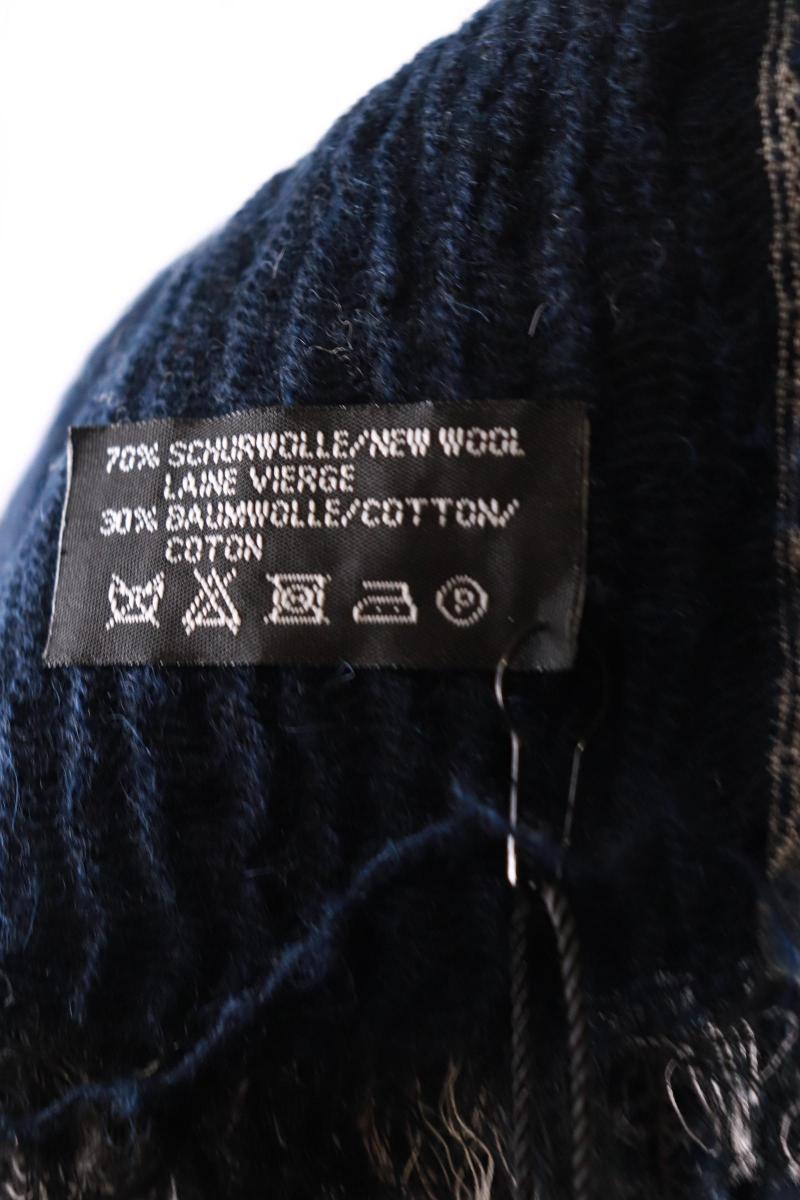 70% SCHURWOLLE/NEW WOOL
LAINE VIERGE
30% BAUMWOLLE/COTTON/
COTON
P